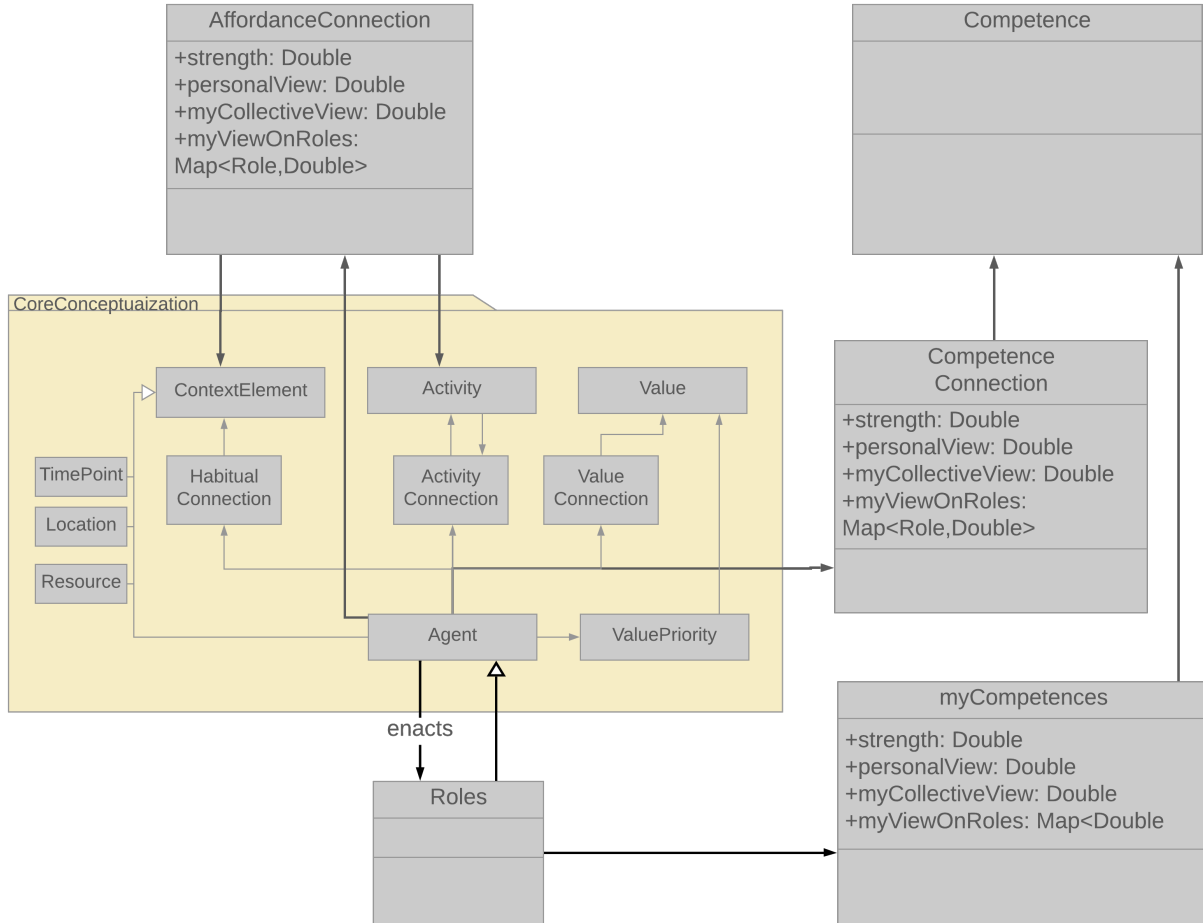 AffordanceConnection
+strength: Double
+personalView: Double
+myCollectiveView: Double
+myViewOnRoles:
Map<Role,Double>
Competence
CoreConceptuaization
ContextElement
Activity
Value
TimePoint
Habitual
Connection
Activity
Connection
Value
Connection
Location
Resource
Agent
ValuePriority
Competence
Connection
+strength: Double
+personalView: Double
+myCollectiveView: Double
+myViewOnRoles:
Map<Role,Double>
enacts
Roles
myCompetences
+strength: Double
+personalView: Double
+myCollectiveView: Double
+myViewOnRoles: Map<Double